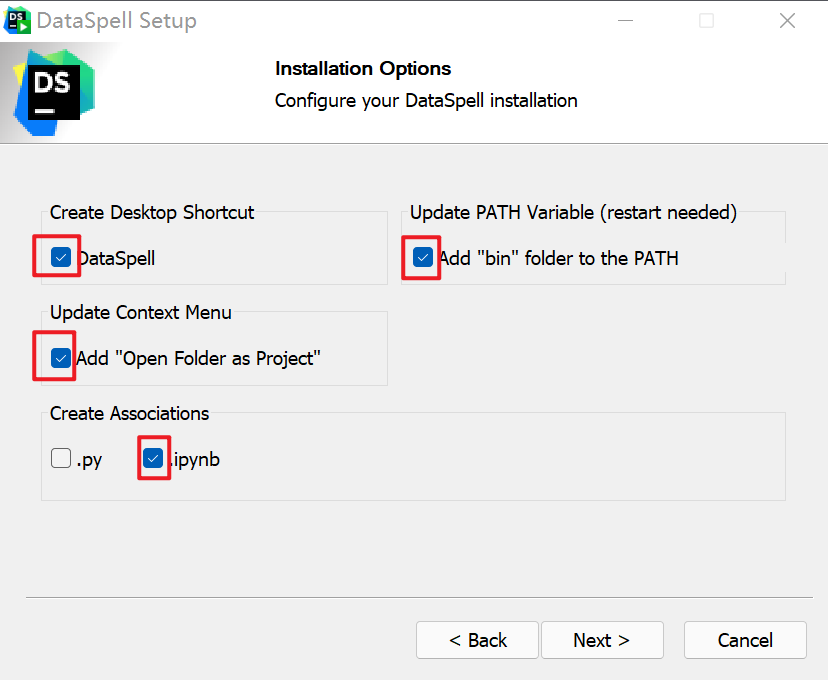 DataSpell Setup
DS
Installation Options
Configure your DataSpell installation
Create Desktop Shortcut
DataSpell
Update PATH Variable (restart needed)
Add "bin" folder to the PATH
Update Context Menu
Add "Open Folder as Project"
Create Associations
.py
.ipynb
< Back
Next >
Cancel